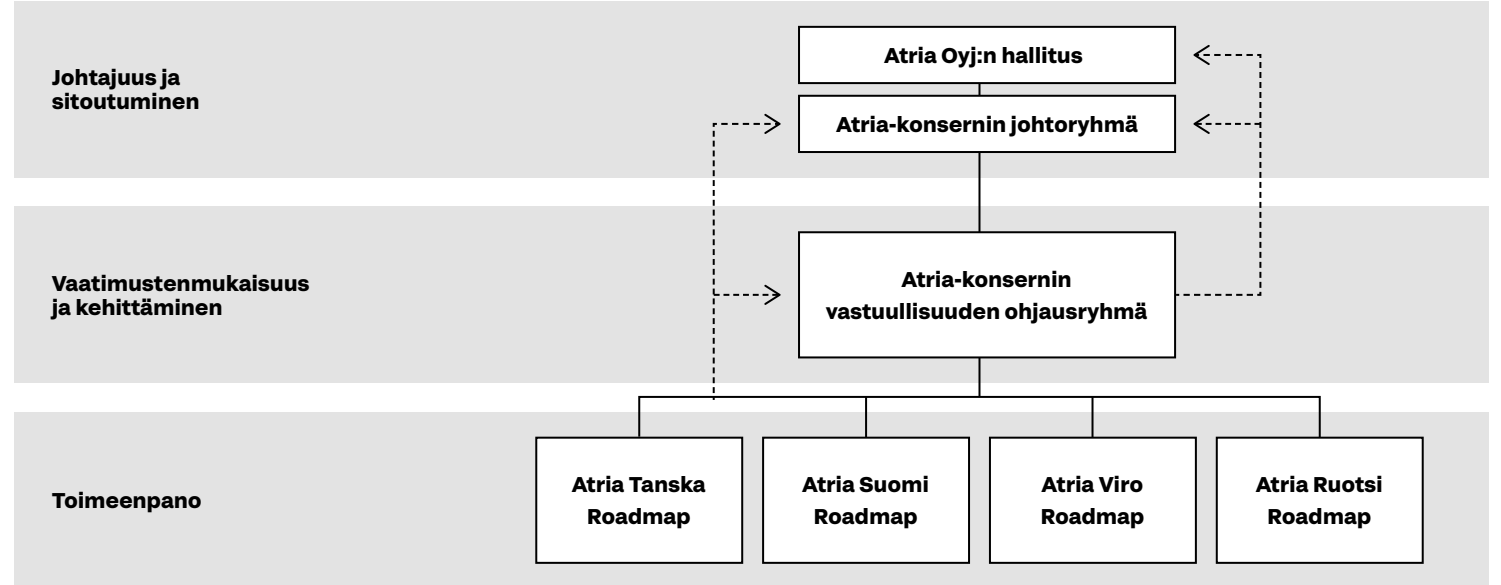 Johtajuus ja
sitoutuminen
Atria Oyj:n hallitus
Atria-konsernin johtoryhmä
Vaatimustenmukaisuus
ja kehittäminen
Atria-konsernin
vastuullisuuden ohjausryhmä
Toimeenpano
Atria Tanska
Roadmap
Atria Suomi
Roadmap
Atria Viro
Roadmap
Atria Ruotsi
Roadmap